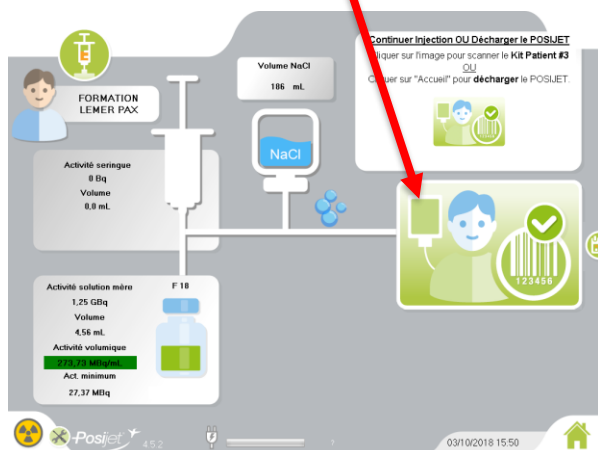 Continuer Injection OU Décharger le POSIJET
Cliquer sur l'image pour scanner le Kit Patient #3
OU
Cliquer sur "Accueil" pour décharger le POSIJET.
Volume NaCl
186 mL
FORMATION
LEMER PAX
NaCl
Activité seringue
0 Bq
Volume
0,0 mL
123456
Activité solution mère
F 18
1,25 GBq
Volume
4,56 mL
Activité volumique
273,73 MBq/mL
Act. minimum
27,37 MBq
Posijet 4.5.2
03/10/2018 15:50